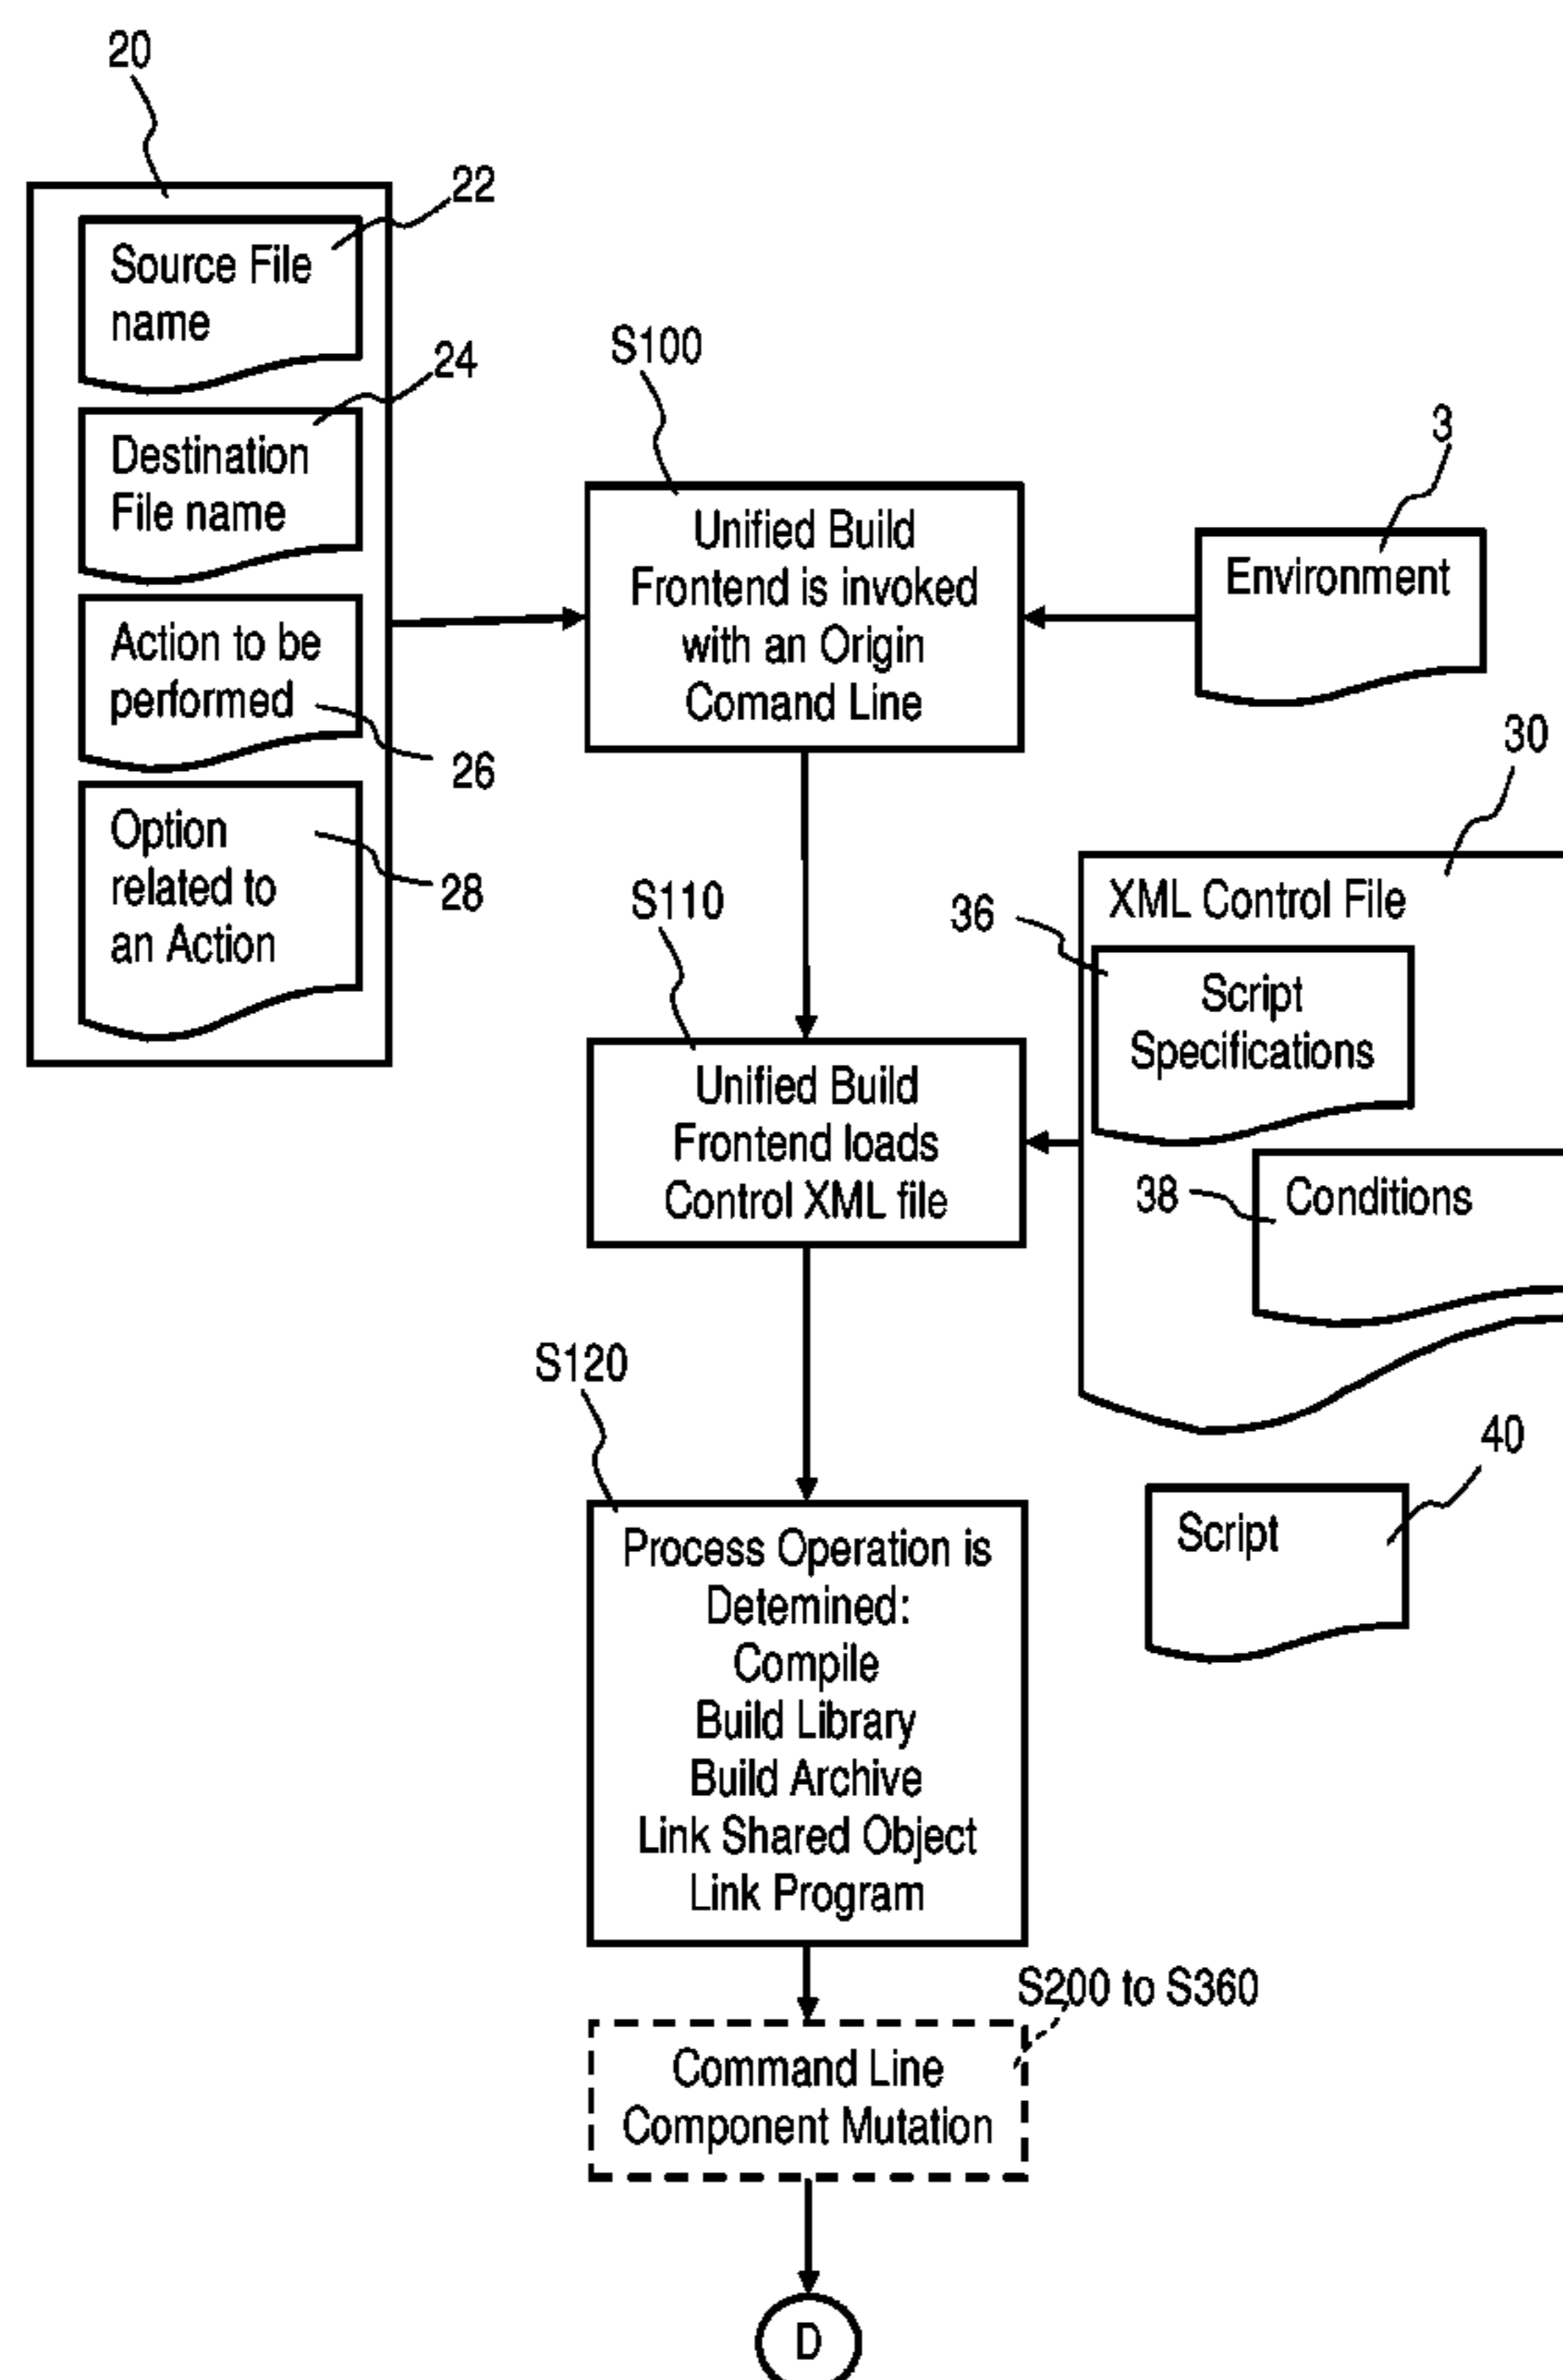 20
22
Source File
name
24
Destination
File name
Action to be
performed
26
Option
related to
an Action
28
S100
Unified Build
Frontend is invoked
with an Origin
Comand Line
3
Environment
30
XML Control File
36
Script
Specifications
38
Conditions
S110
Unified Build
Frontend loads
Control XML file
40
Script
S120
Process Operation is
Detemined:
Compile
Build Library
Build Archive
Link Shared Object
Link Program
S200 to S360
Command Line
Component Mutation
D